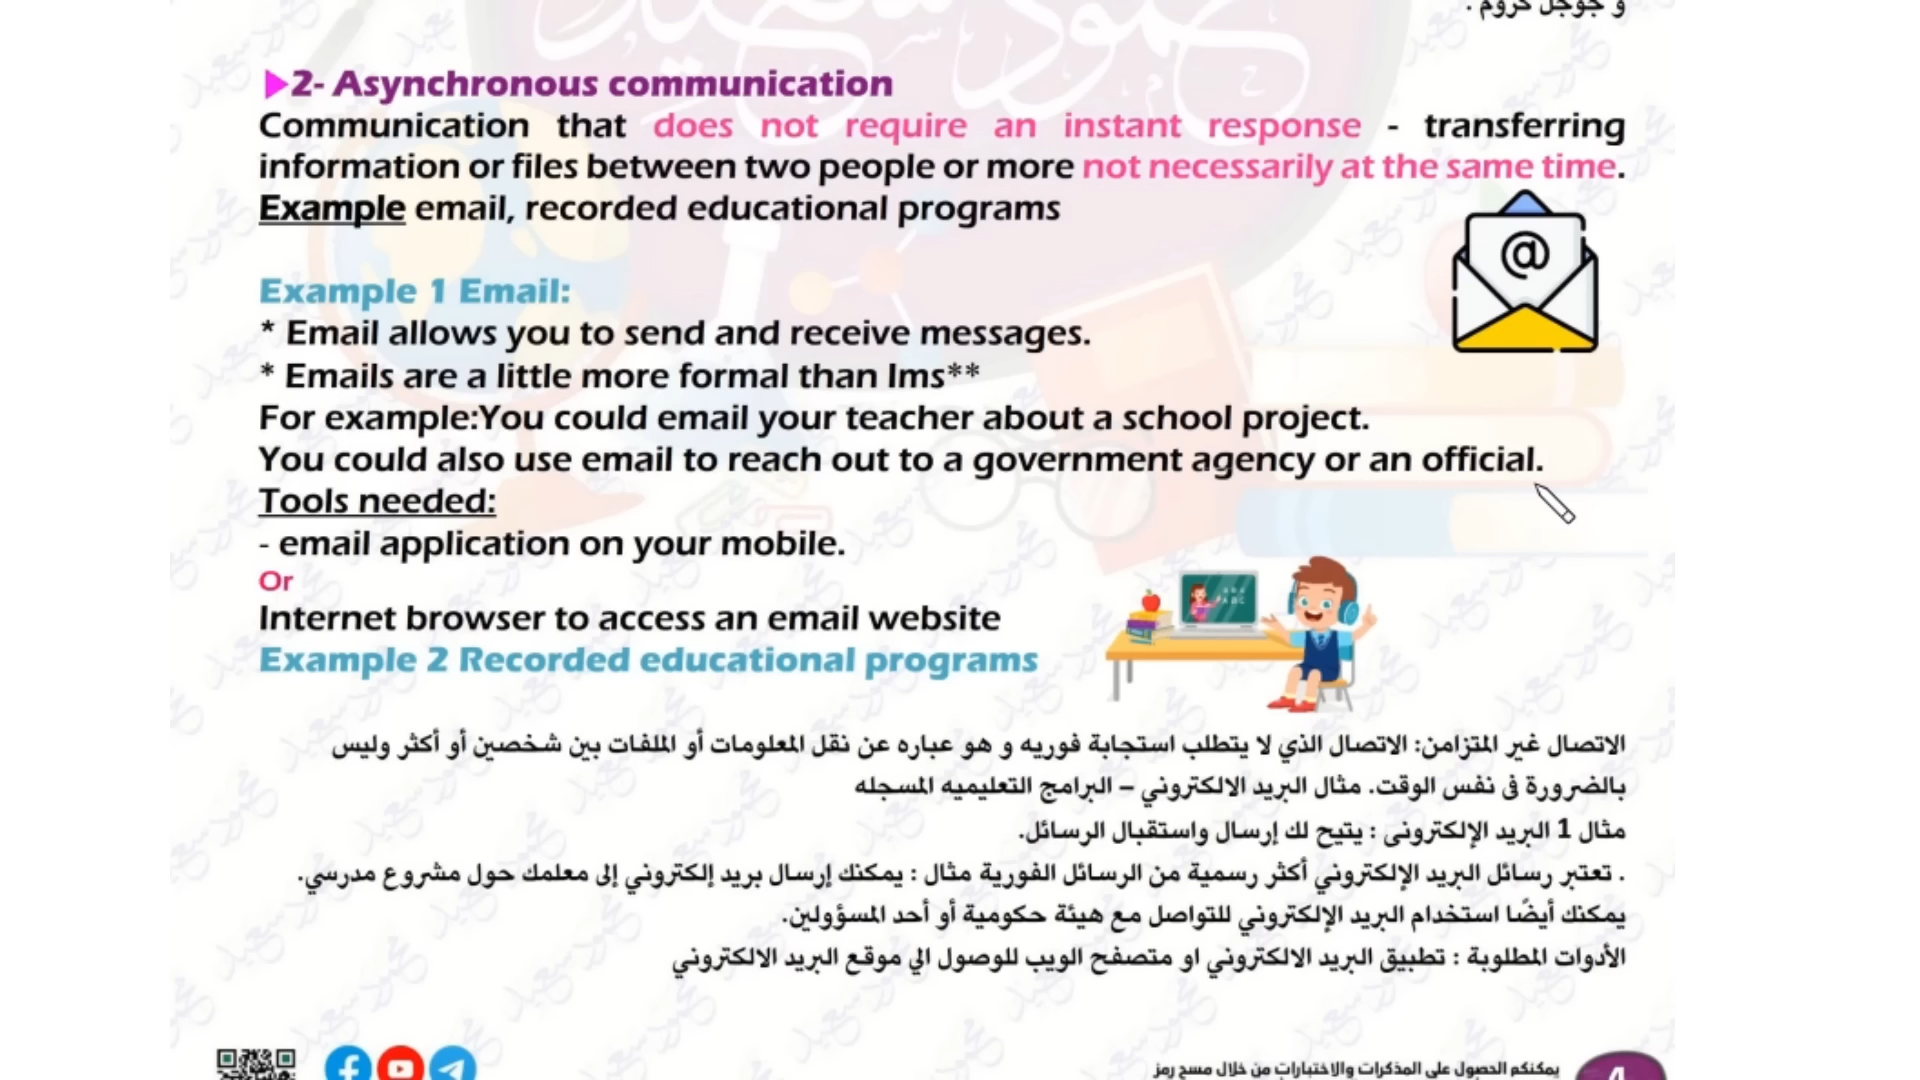 و جوجل كروم .
2- Asynchronous communication
Communication that does not require an instant response - transferring
information or files between two people or more not necessarily at the same time.
Example email, recorded educational programs
Example 1 Email:
@
* Email allows you to send and receive messages.
* Emails are a little more formal than lms**
For example:You could email your teacher about a school project.
You could also use email to reach out to a government agency or an official.
Tools needed:
- email application on your mobile.
Or
Internet browser to access an email website
Example 2 Recorded educational programs
الاتصال غير المتزامن: الاتصال الذي لا يتطلب استجابة فوريه و هو عباره عن نقل المعلومات أو الملفات بين شخصين أو أكثر وليس
بالضرورة فى نفس الوقت. مثال البريد الالكتروني – البرامج التعليميه المسجله
مثال 1 البريد الإلكترونى : يتيح لك إرسال واستقبال الرسائل.
. تعتبر رسائل البريد الإلكتروني أكثر رسمية من الرسائل الفورية مثال : يمكنك إرسال بريد إلكتروني إلى معلمك حول مشروع مدرسي.
يمكنك أيضًا استخدام البريد الإلكتروني للتواصل مع هيئة حكومية أو أحد المسؤولين.
الأدوات المطلوبة : تطبيق البريد الالكتروني او متصفح الويب للوصول الي موقع البريد الالكتروني
يمكنكم الحصول على المذكرات والاختبارات من خلال مسح رمز
4